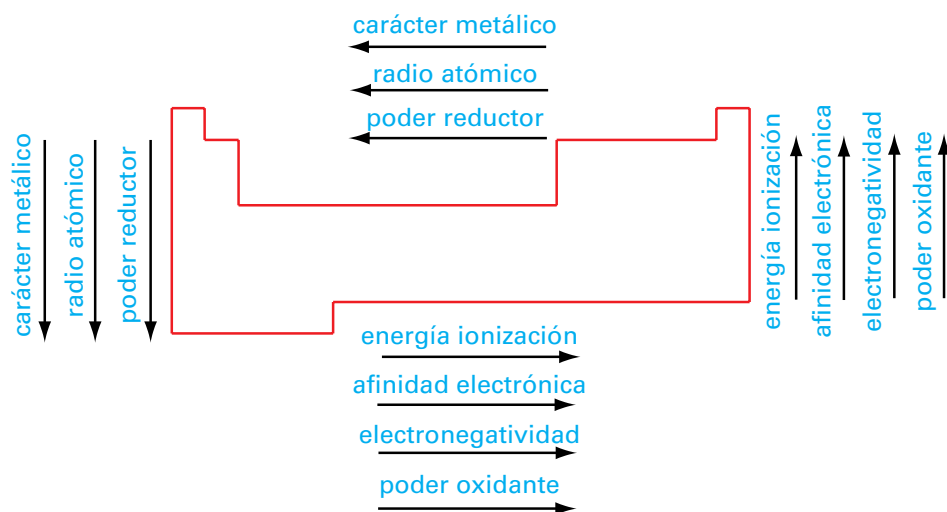 carácter metálico
radio atómico
poder reductor
carácter metálico
radio atómico
poder reductor
energía ionización
afinidad electrónica
electronegatividad
poder oxidante
energía ionización
afinidad electrónica
electronegatividad
poder oxidante